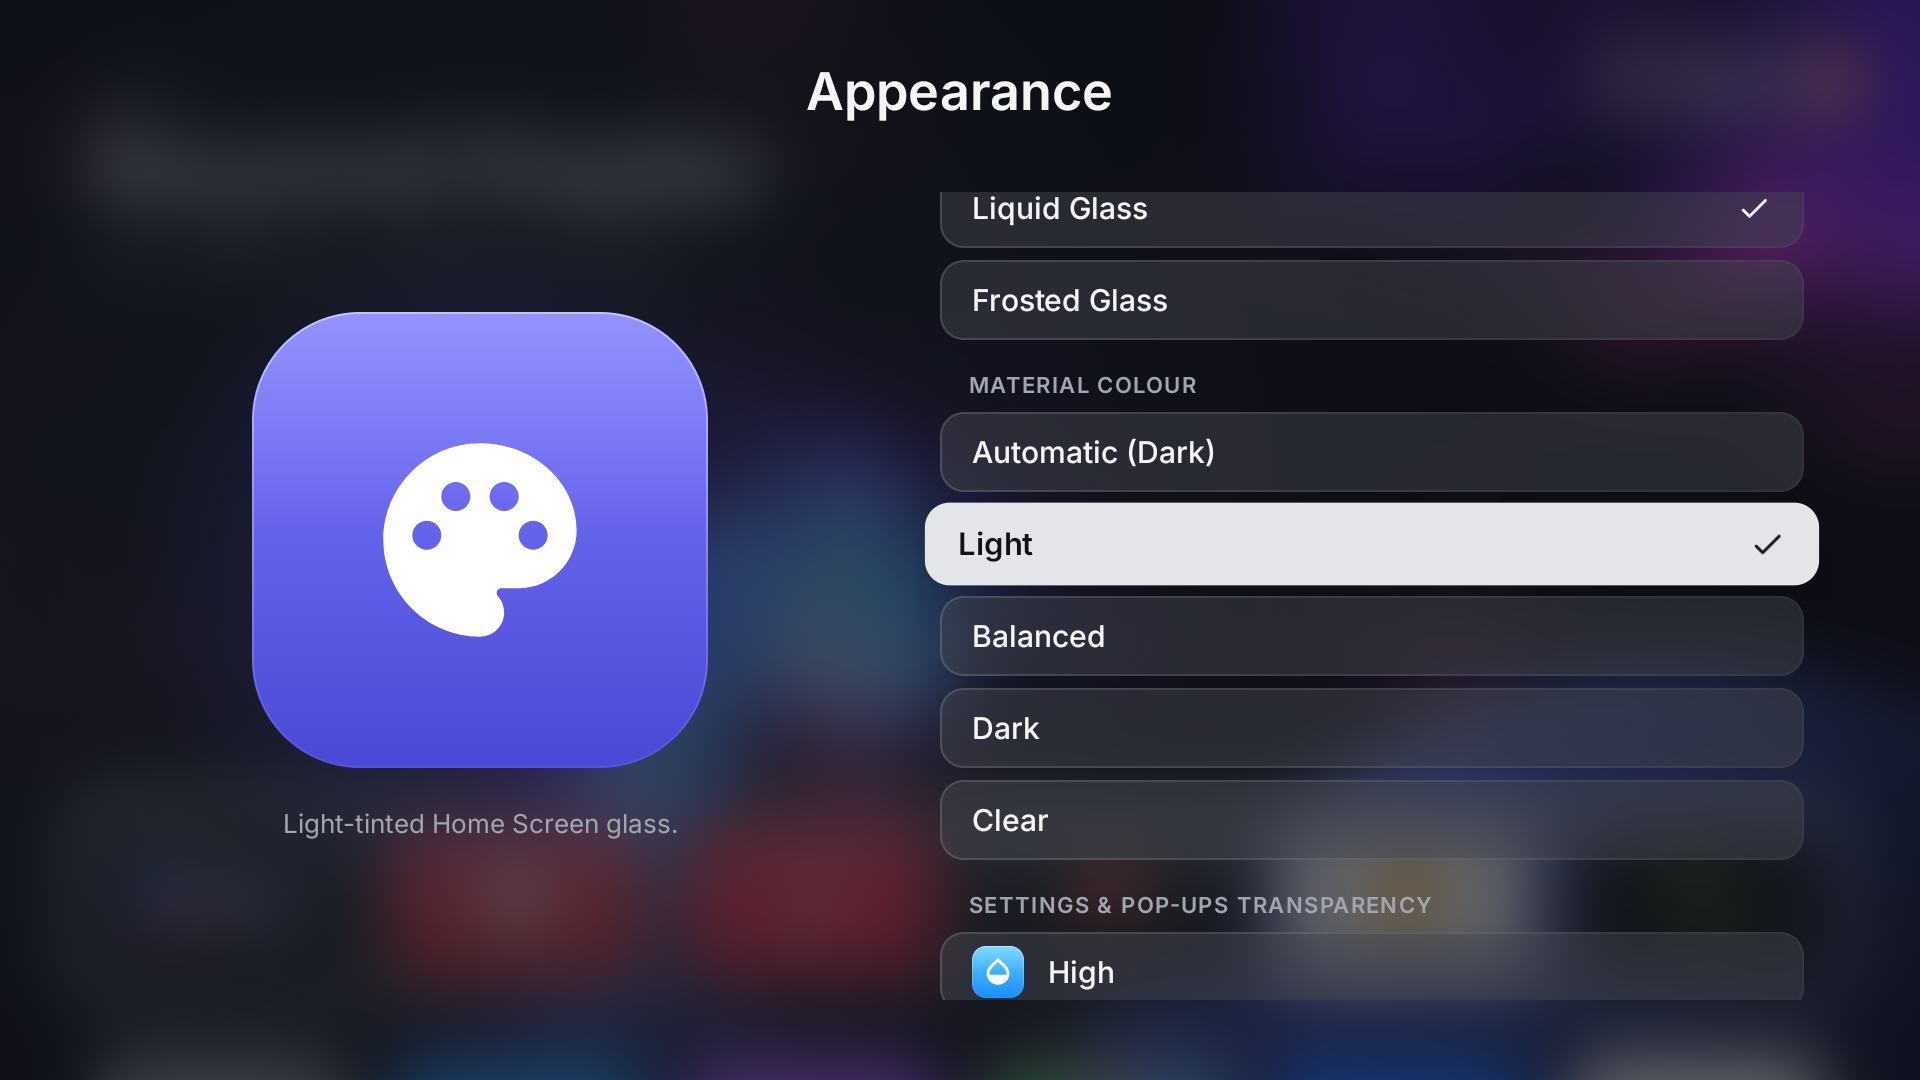 Appearance
Liquid Glass
Frosted Glass
MATERIAL COLOUR
Automatic (Dark)
Light
Balanced
Dark
Clear
Light-tinted Home Screen glass.
SETTINGS & POP-UPS TRANSPARENCY
High